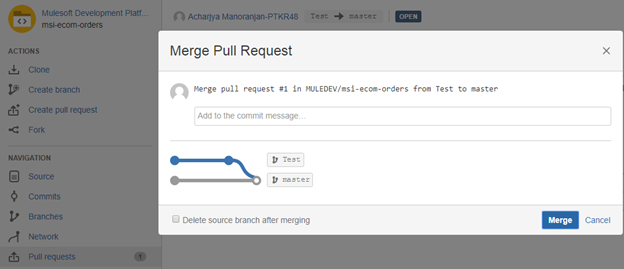 Mulesoft Development Platf...
msi-ecom-orders
ACTIONS
Clone
Create branch
Create pull request
Fork
NAVIGATION
Source
Commits
Branches
Network
Pull requests 1
Acharjya Manoranjan-PTKR48 Test master OPEN
Merge Pull Request
Merge pull request #1 in MULEDEV/msi-ecom-orders from Test to master
Add to the commit message...
Test
master
Delete source branch after merging
Merge Cancel